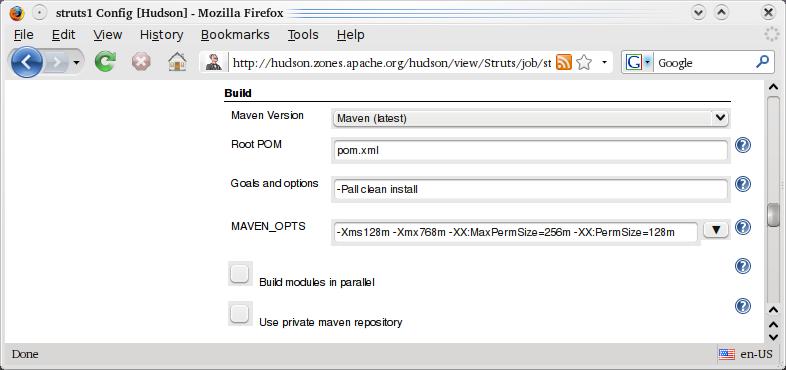 struts1 Config [Hudson] - Mozilla Firefox
File Edit View History Bookmarks Tools Help
http://hudson.zones.apache.org/hudson/view/Struts/job/st
G Google
Build
Maven Version Maven (latest)
Root POM pom.xml
Goals and options -Pall clean install
MAVEN_OPTS -Xms128m -Xmx768m -XX:MaxPermSize=256m -XX:PermSize=128m
Build modules in parallel
Use private maven repository
Done en-US